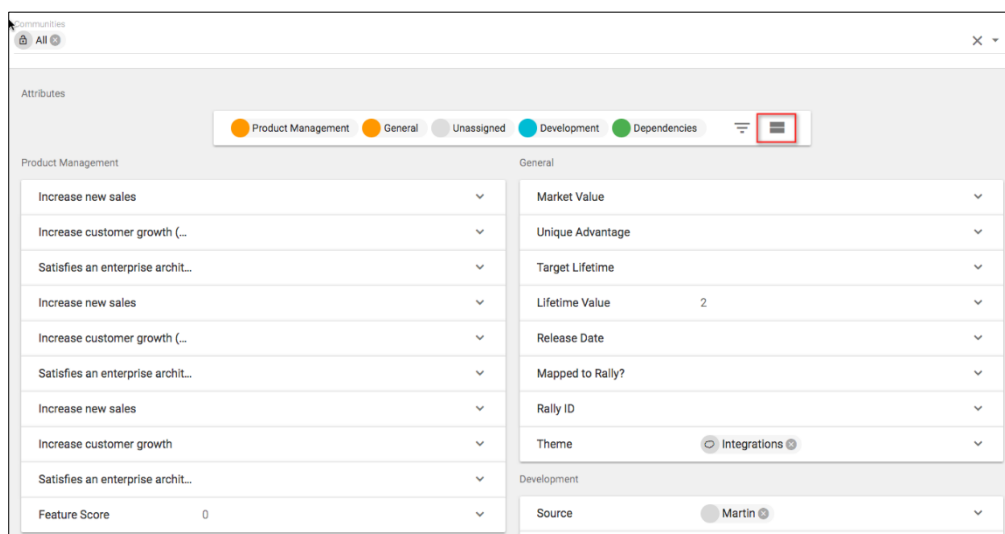 Communities
All
Attributes
Product Management General Unassigned Development Dependencies
Product Management
Increase new sales
Increase customer growth (...
Satisfies an enterprise archit...
Increase new sales
Increase customer growth (...
Satisfies an enterprise archit...
Increase new sales
Increase customer growth
Satisfies an enterprise archit...
Feature Score 0
General
Market Value
Unique Advantage
Target Lifetime
Lifetime Value 2
Release Date
Mapped to Rally?
Rally ID
Theme Integrations
Development
Source Martin